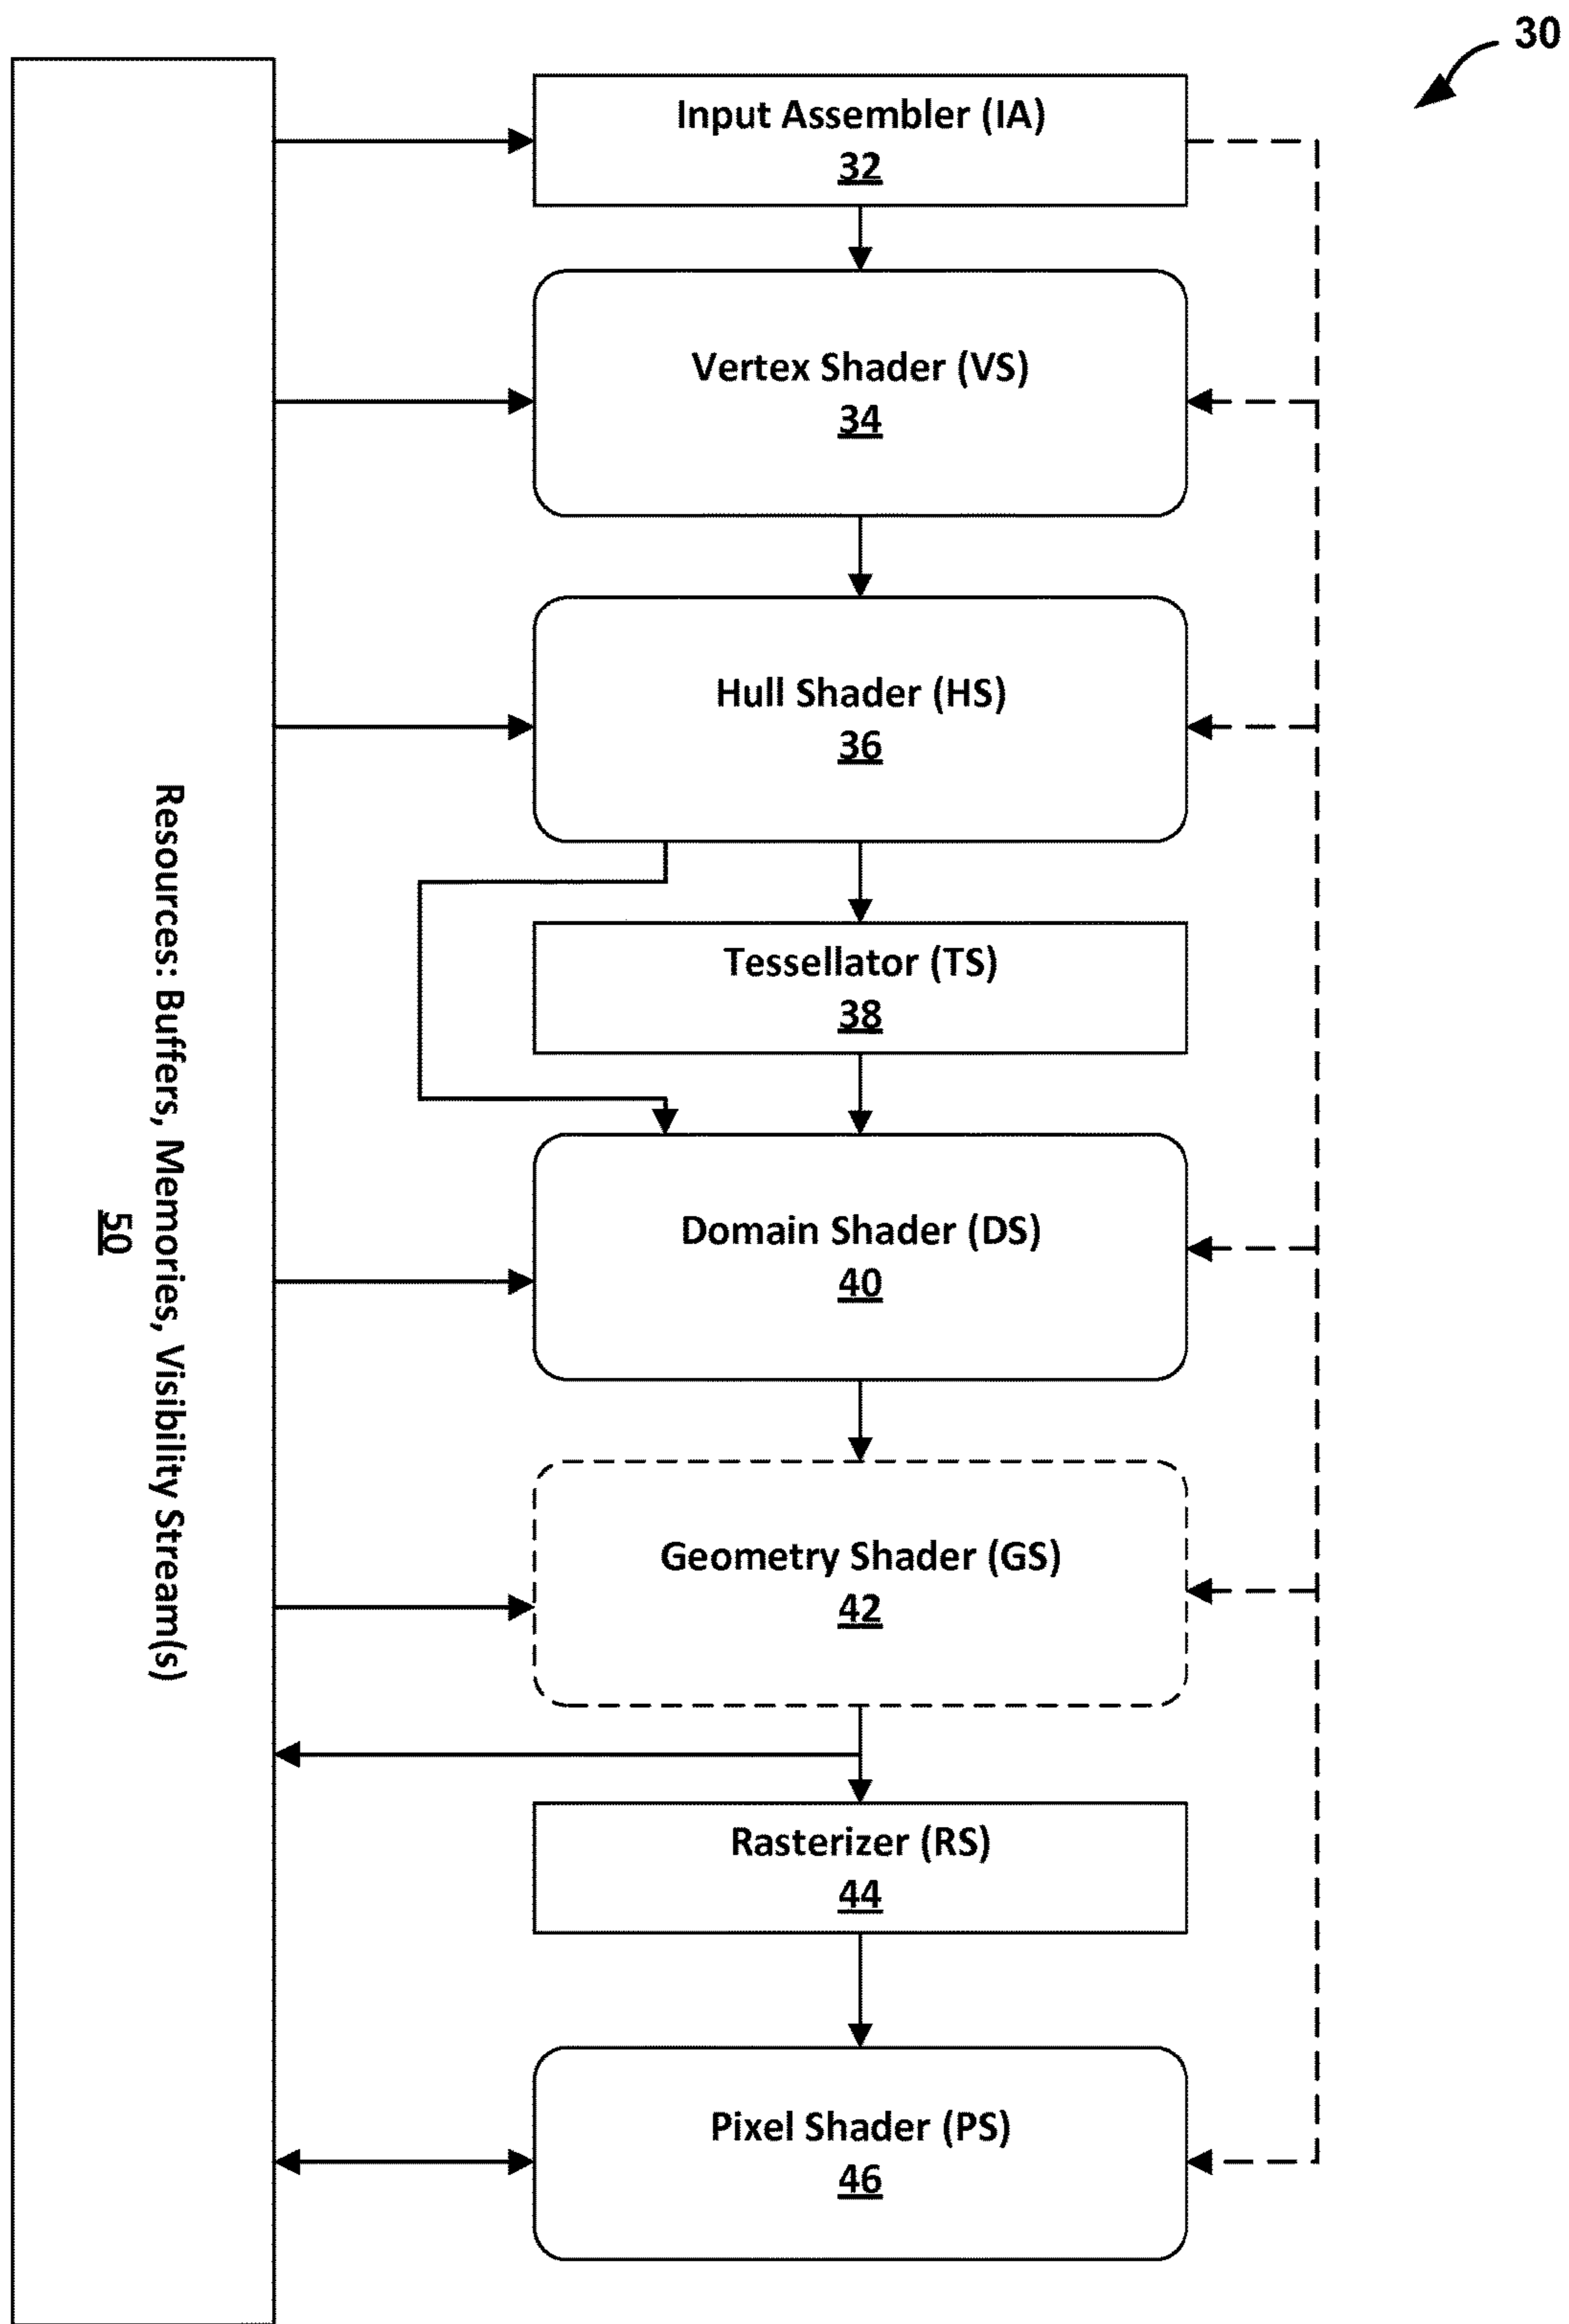 30
Input Assembler (IA)
32
Vertex Shader (VS)
34
Hull Shader (HS)
36
Tessellator (TS)
38
Domain Shader (DS)
40
Geometry Shader (GS)
42
Rasterizer (RS)
44
Pixel Shader (PS)
46
Resources: Buffers, Memories, Visibility Stream(s)
50